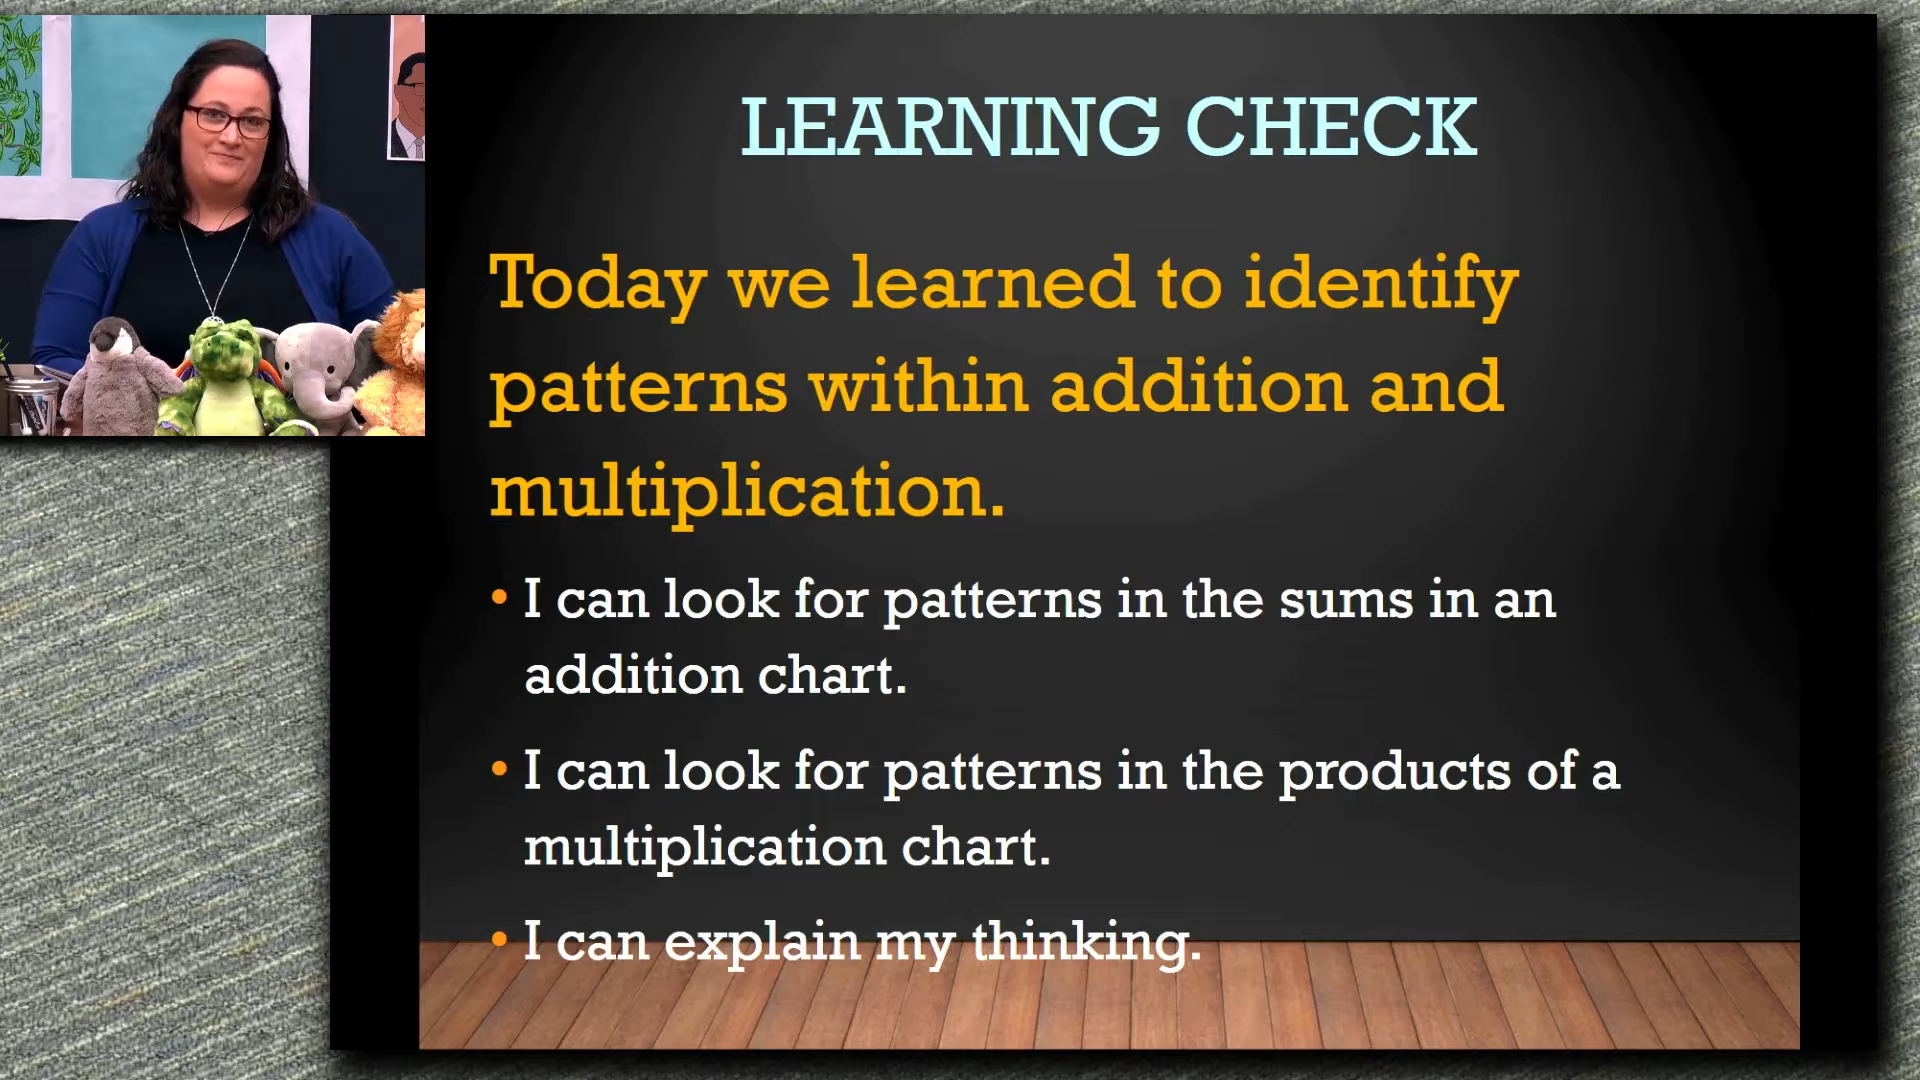 LEARNING CHECK
Today we learned to identify
patterns within addition and
multiplication.
• I can look for patterns in the sums in an
addition chart.
• I can look for patterns in the products of a
multiplication chart.
• I can explain my thinking.